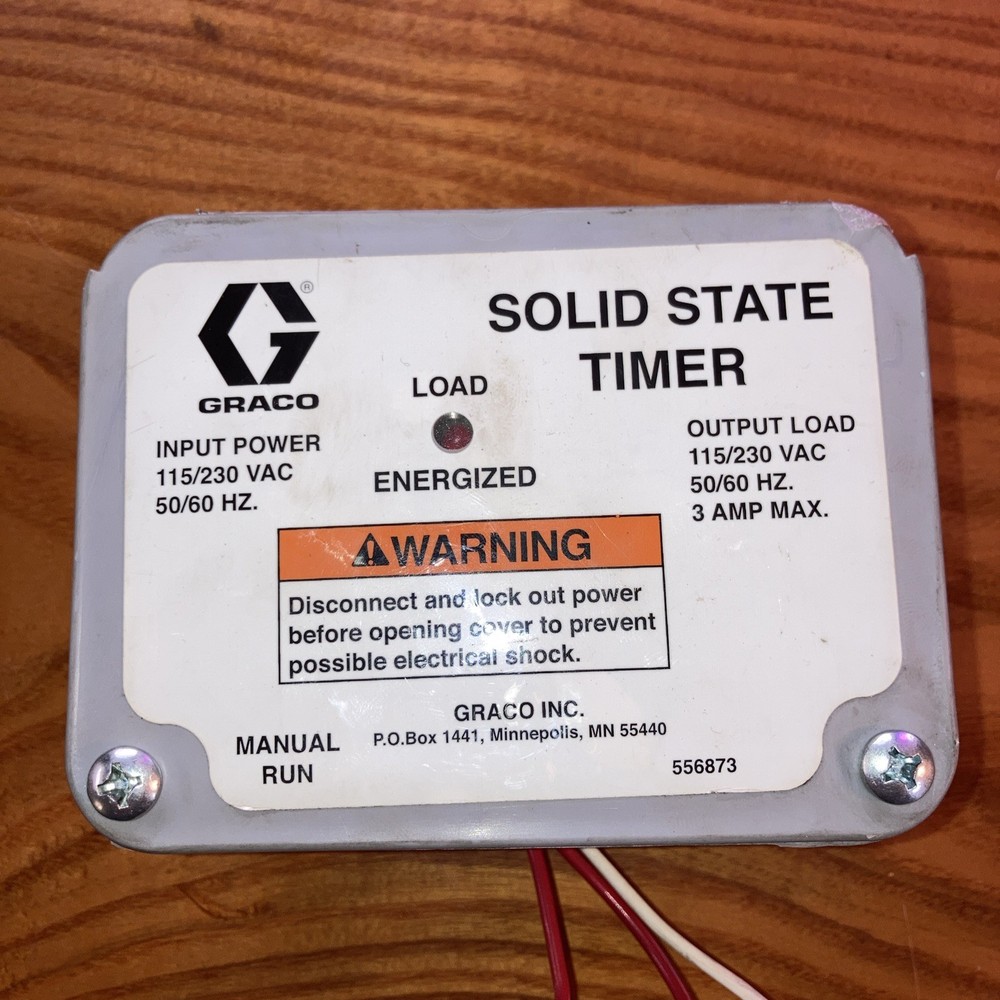 ®
GRACO
SOLID STATE
TIMER
LOAD
ENERGIZED
INPUT POWER
115/230 VAC
50/60 HZ.
OUTPUT LOAD
115/230 VAC
50/60 HZ.
3 AMP MAX.
⚠WARNING
Disconnect and lock out power
before opening cover to prevent
possible electrical shock.
GRACO INC.
P.O.Box 1441, Minnepolis, MN 55440
MANUAL
RUN
556873